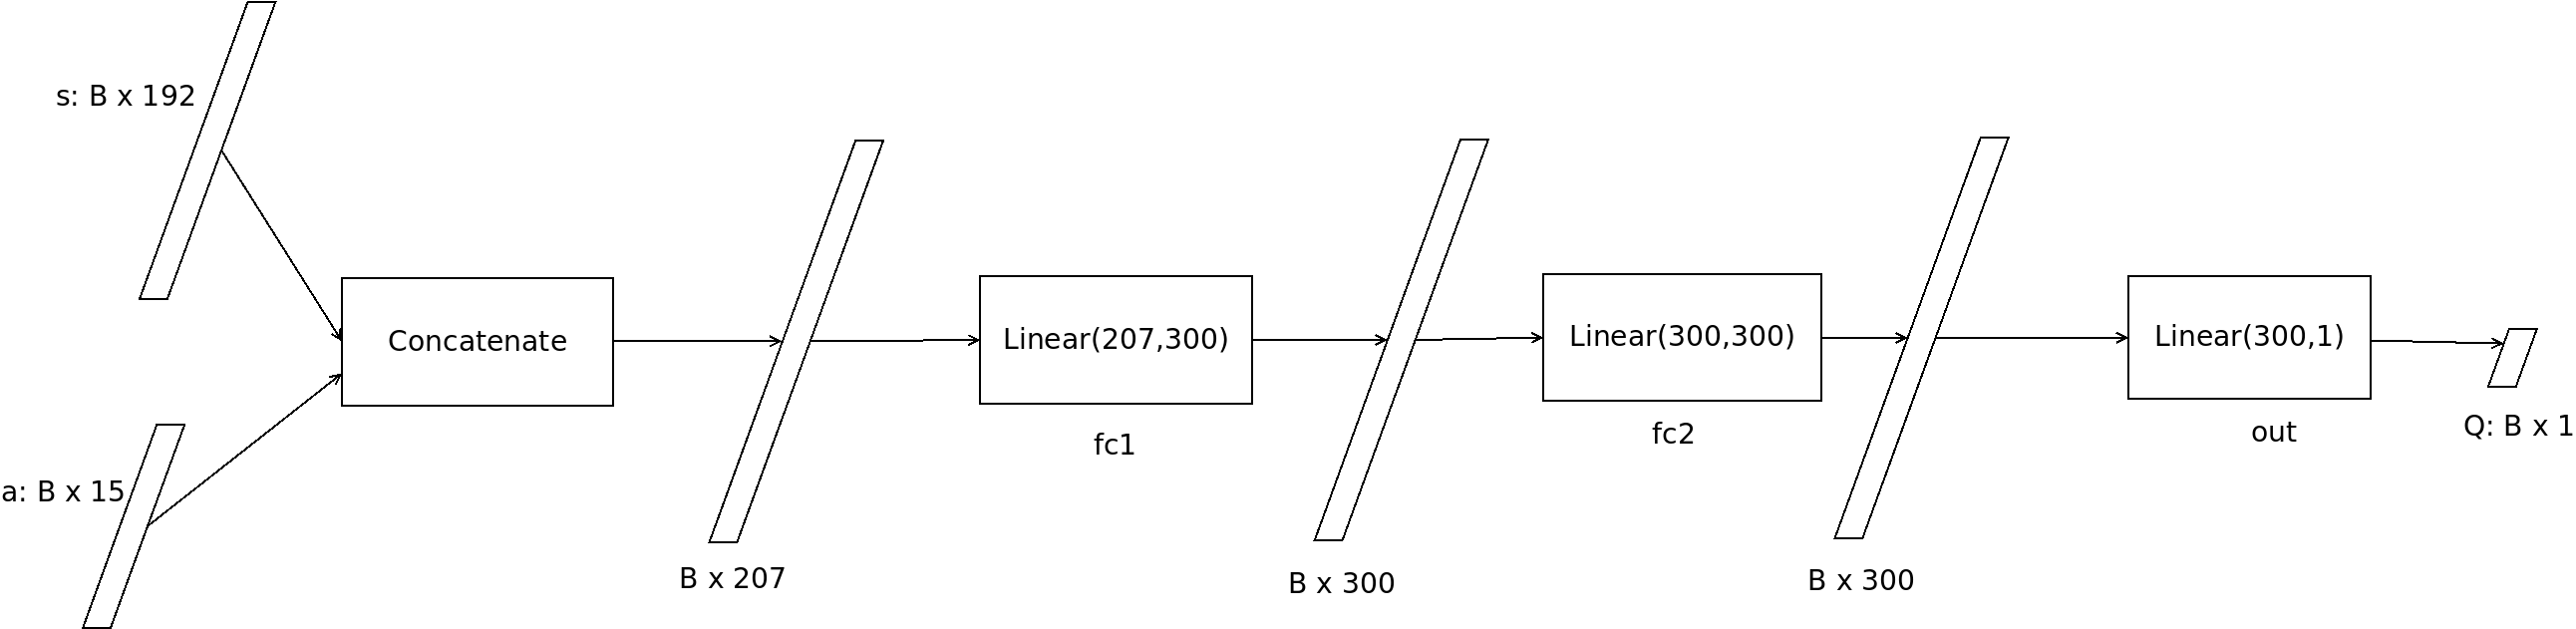 s: B x 192
a: B x 15
Concatenate
B x 207
Linear(207,300)
fc1
B x 300
Linear(300,300)
fc2
B x 300
Linear(300,1)
out
Q: B x 1